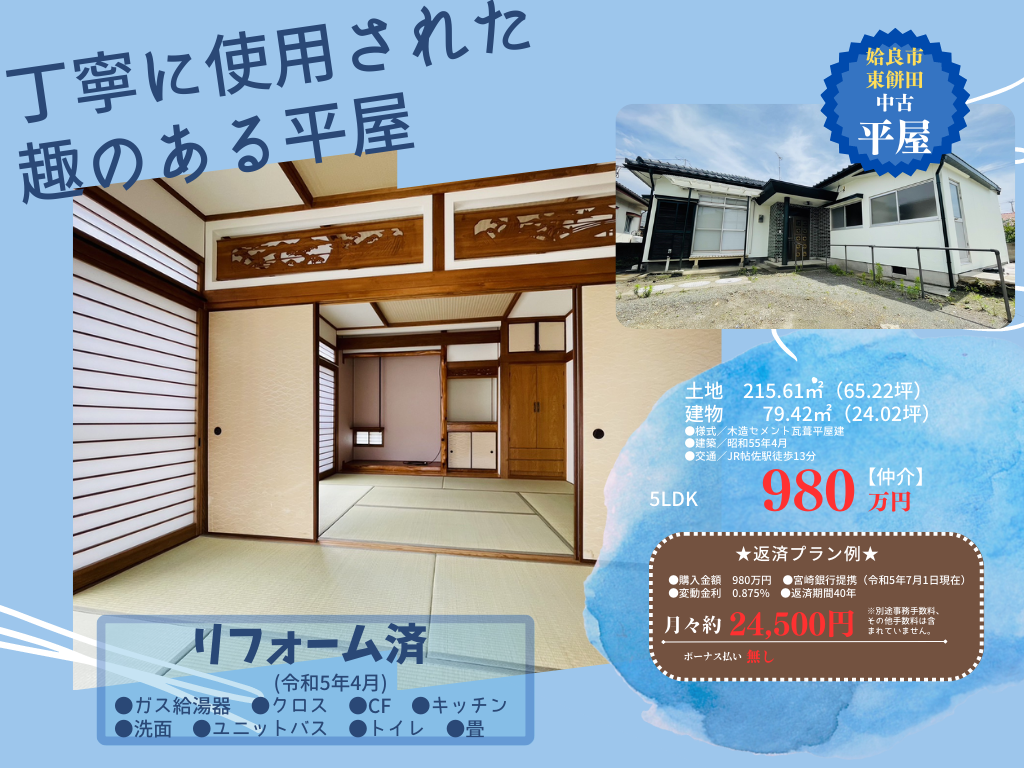 丁寧に使用された
趣のある平屋
姶良市
東餅田
中古
平屋
土地 215.61㎡（65.22坪）
建物 79.42㎡（24.02坪）
●様式／木造セメント瓦葺平屋建
●建築／昭和55年4月
●交通／JR帖佐駅徒歩13分
5LDK 980万円【仲介】
★返済プラン例★
●購入金額 980万円 ●宮崎銀行提携（令和5年7月1日現在）
●変動金利 0.875% ●返済期間40年
月々約 24,500円
※別途事務手数料、
その他手数料は含
まれていません。
ボーナス払い 無し
リフォーム済
(令和5年4月)
●ガス給湯器 ●クロス ●CF ●キッチン
●洗面 ●ユニットバス ●トイレ ●畳